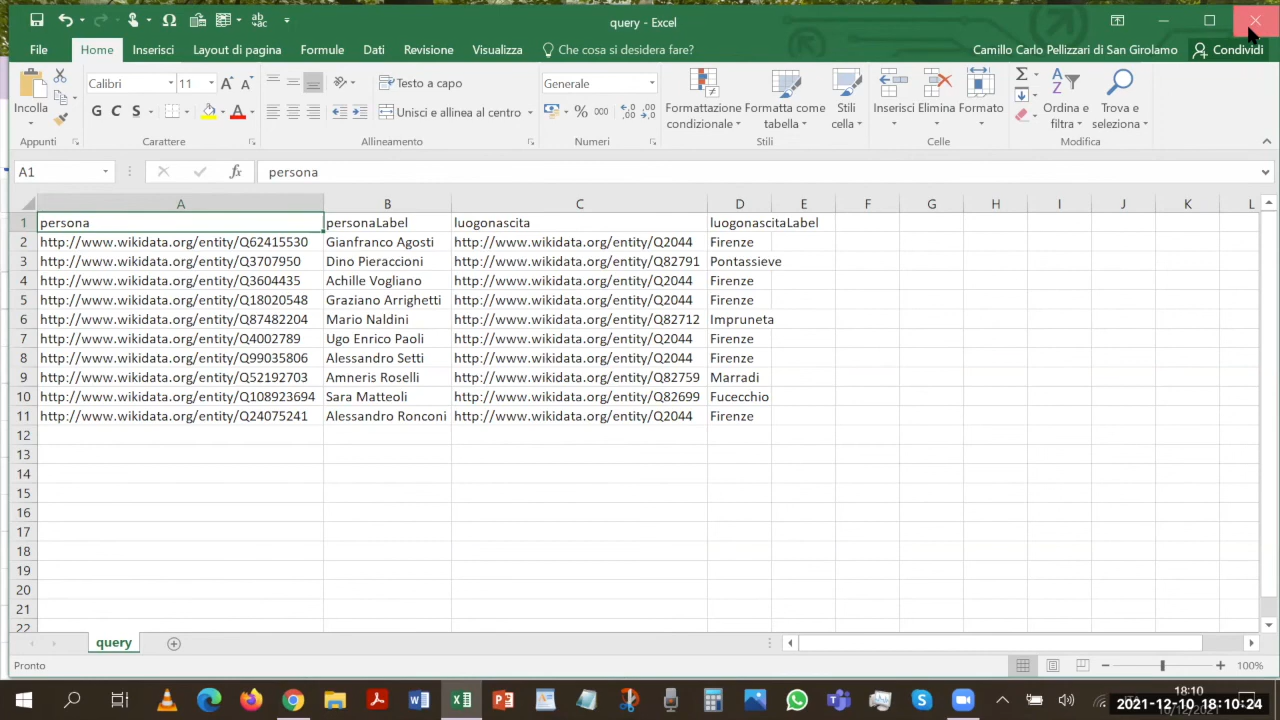 query - Excel
File Home Inserisci Layout di pagina Formule Dati Revisione Visualizza Che cosa si desidera fare? Camillo Carlo Pellizzari di San Girolamo Condividi
Incolla
Calibri 11
G C S
Testo a capo
Unisci e allinea al centro
Generale
% 000
Formattazione condizionale
Formatta come tabella
Stili cella
Inserisci Elimina Formato
Ordina e filtra
Trova e seleziona
Appunti Carattere Allineamento Numeri Stili Celle Modifica
A1 fx persona
A B C D E F G H I J K L
1 persona personaLabel luogonascita luogonascitaLabel
2 http://www.wikidata.org/entity/Q62415530 Gianfranco Agosti http://www.wikidata.org/entity/Q2044 Firenze
3 http://www.wikidata.org/entity/Q3707950 Dino Pieraccioni http://www.wikidata.org/entity/Q82791 Pontassieve
4 http://www.wikidata.org/entity/Q3604435 Achille Vogliano http://www.wikidata.org/entity/Q2044 Firenze
5 http://www.wikidata.org/entity/Q18020548 Graziano Arrighetti http://www.wikidata.org/entity/Q2044 Firenze
6 http://www.wikidata.org/entity/Q87482204 Mario Naldini http://www.wikidata.org/entity/Q82712 Impruneta
7 http://www.wikidata.org/entity/Q4002789 Ugo Enrico Paoli http://www.wikidata.org/entity/Q2044 Firenze
8 http://www.wikidata.org/entity/Q99035806 Alessandro Setti http://www.wikidata.org/entity/Q2044 Firenze
9 http://www.wikidata.org/entity/Q52192703 Amneris Roselli http://www.wikidata.org/entity/Q82759 Marradi
10 http://www.wikidata.org/entity/Q108923694 Sara Matteoli http://www.wikidata.org/entity/Q82699 Fucecchio
11 http://www.wikidata.org/entity/Q24075241 Alessandro Ronconi http://www.wikidata.org/entity/Q2044 Firenze
12
13
14
15
16
17
18
19
20
21
22
query
Pronto 100%
18:10
2021-12-10 18:10:24